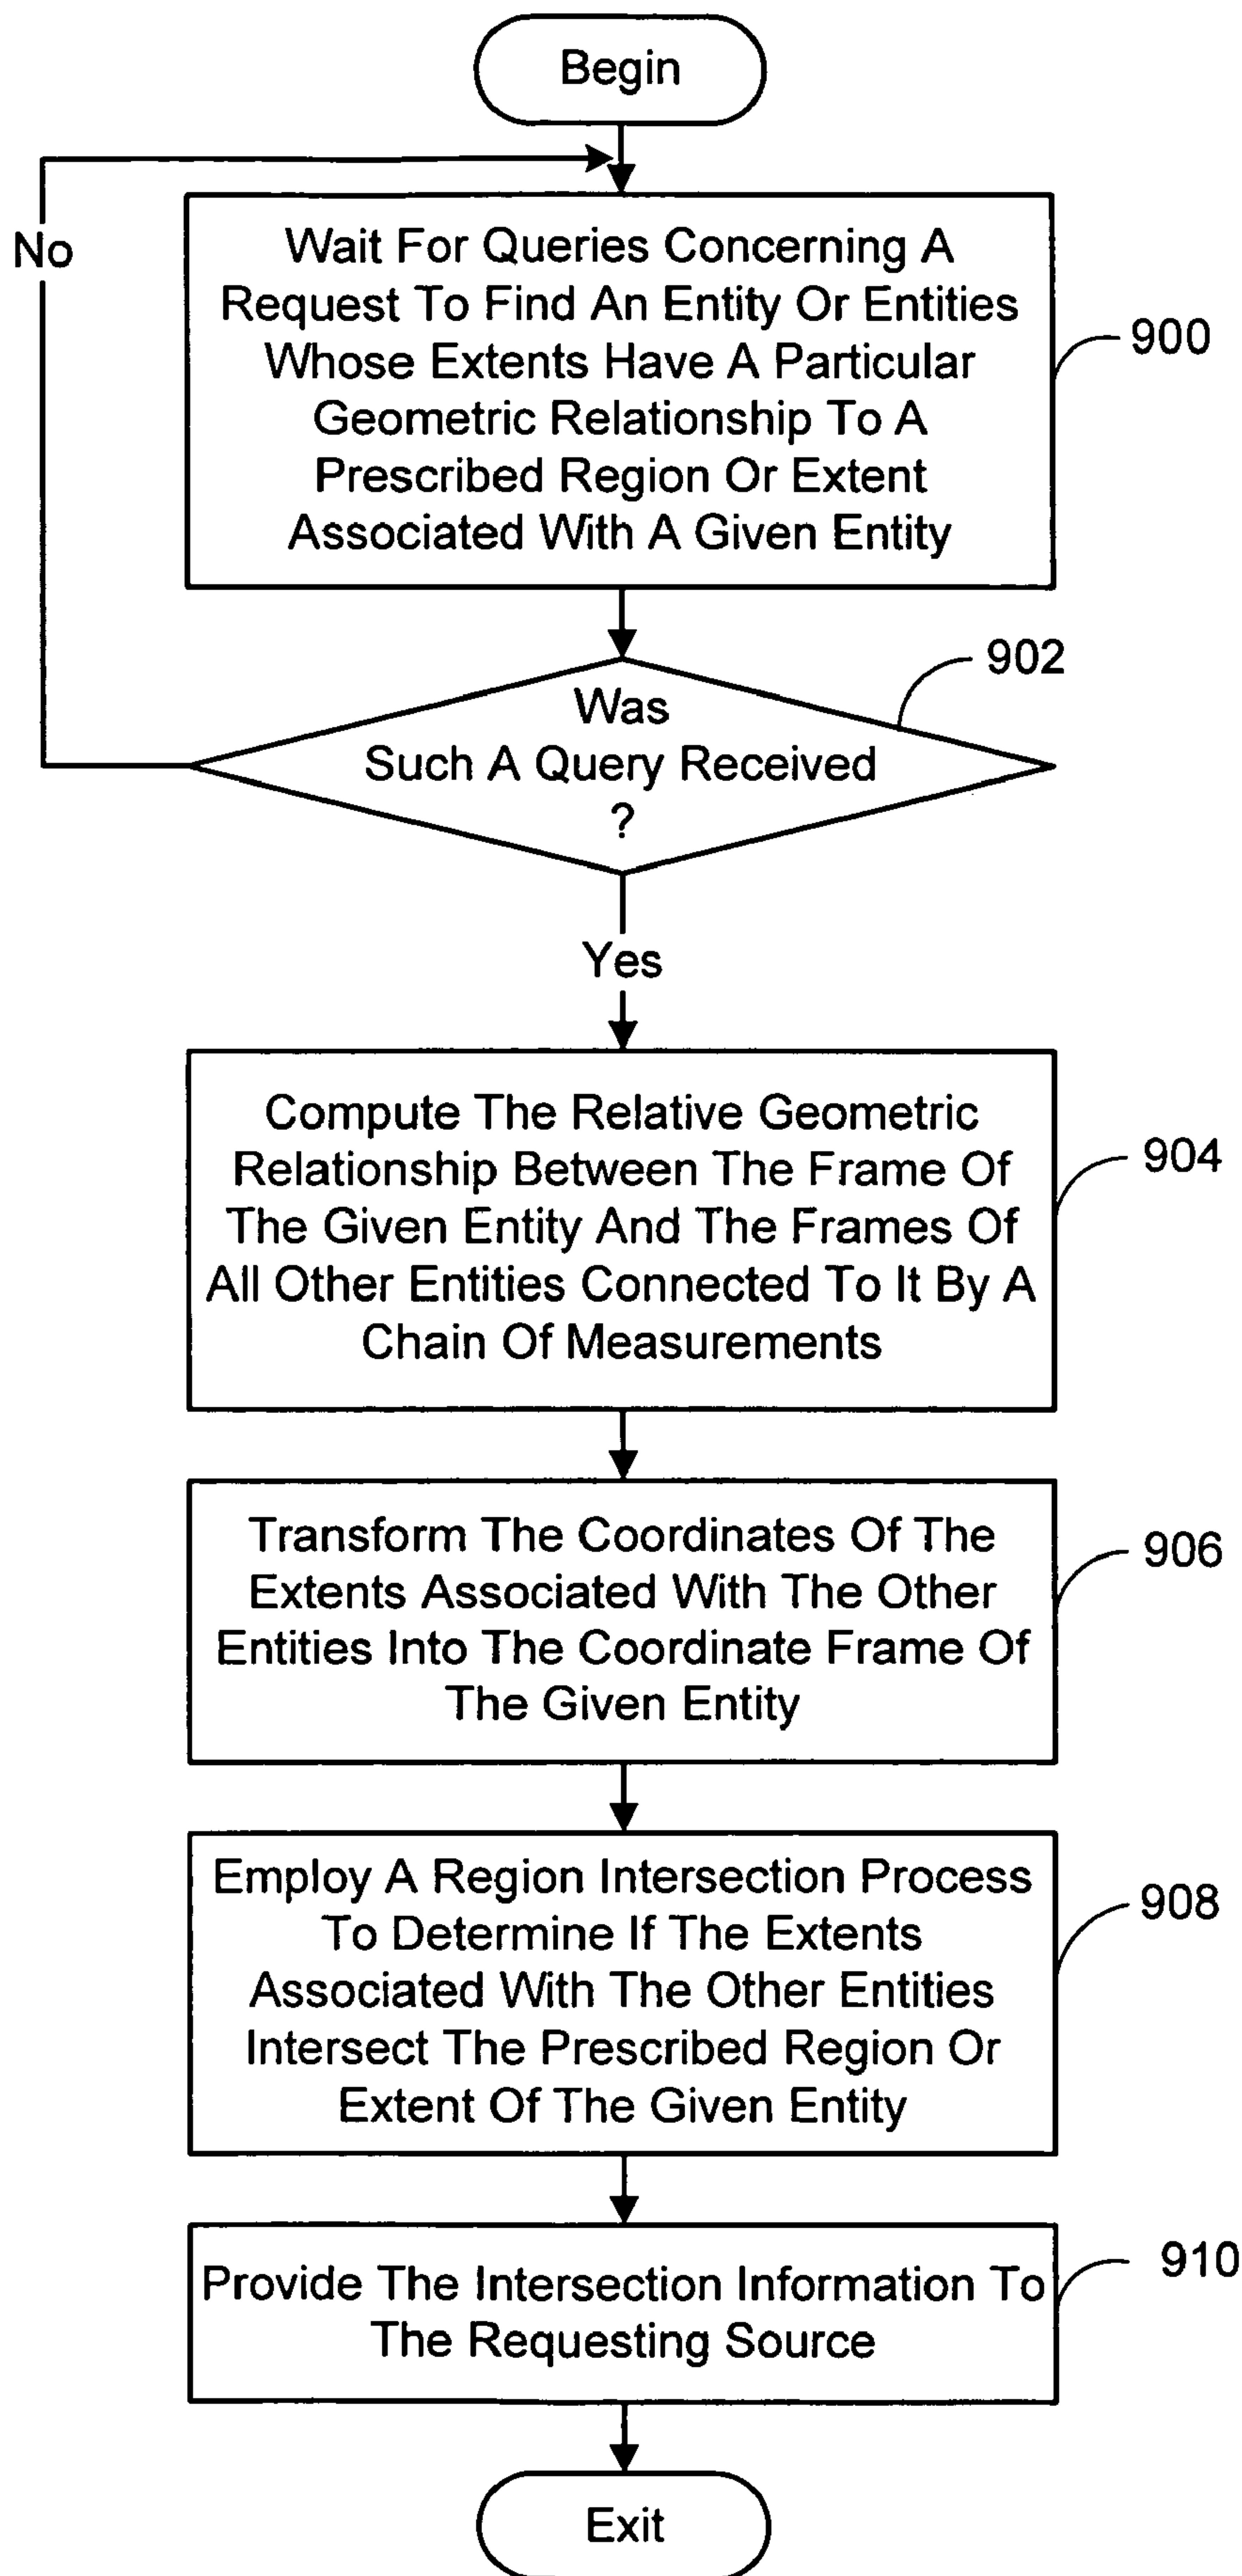 Begin
No
Wait For Queries Concerning A
Request To Find An Entity Or Entities
Whose Extents Have A Particular
Geometric Relationship To A
Prescribed Region Or Extent
Associated With A Given Entity
900
902
Was
Such A Query Received
?
Yes
Compute The Relative Geometric
Relationship Between The Frame Of
The Given Entity And The Frames Of
All Other Entities Connected To It By A
Chain Of Measurements
904
Transform The Coordinates Of The
Extents Associated With The Other
Entities Into The Coordinate Frame Of
The Given Entity
906
Employ A Region Intersection Process
To Determine If The Extents
Associated With The Other Entities
Intersect The Prescribed Region Or
Extent Of The Given Entity
908
Provide The Intersection Information To
The Requesting Source
910
Exit